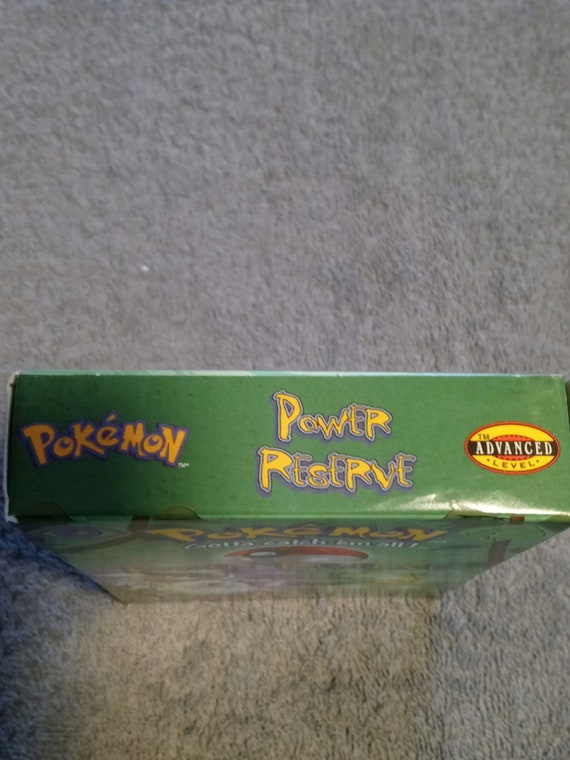 POKéMON
TM
POWER
RESERVE
TM
ADVANCED
LEVEL
POKéMON
Gotta catch 'em all!